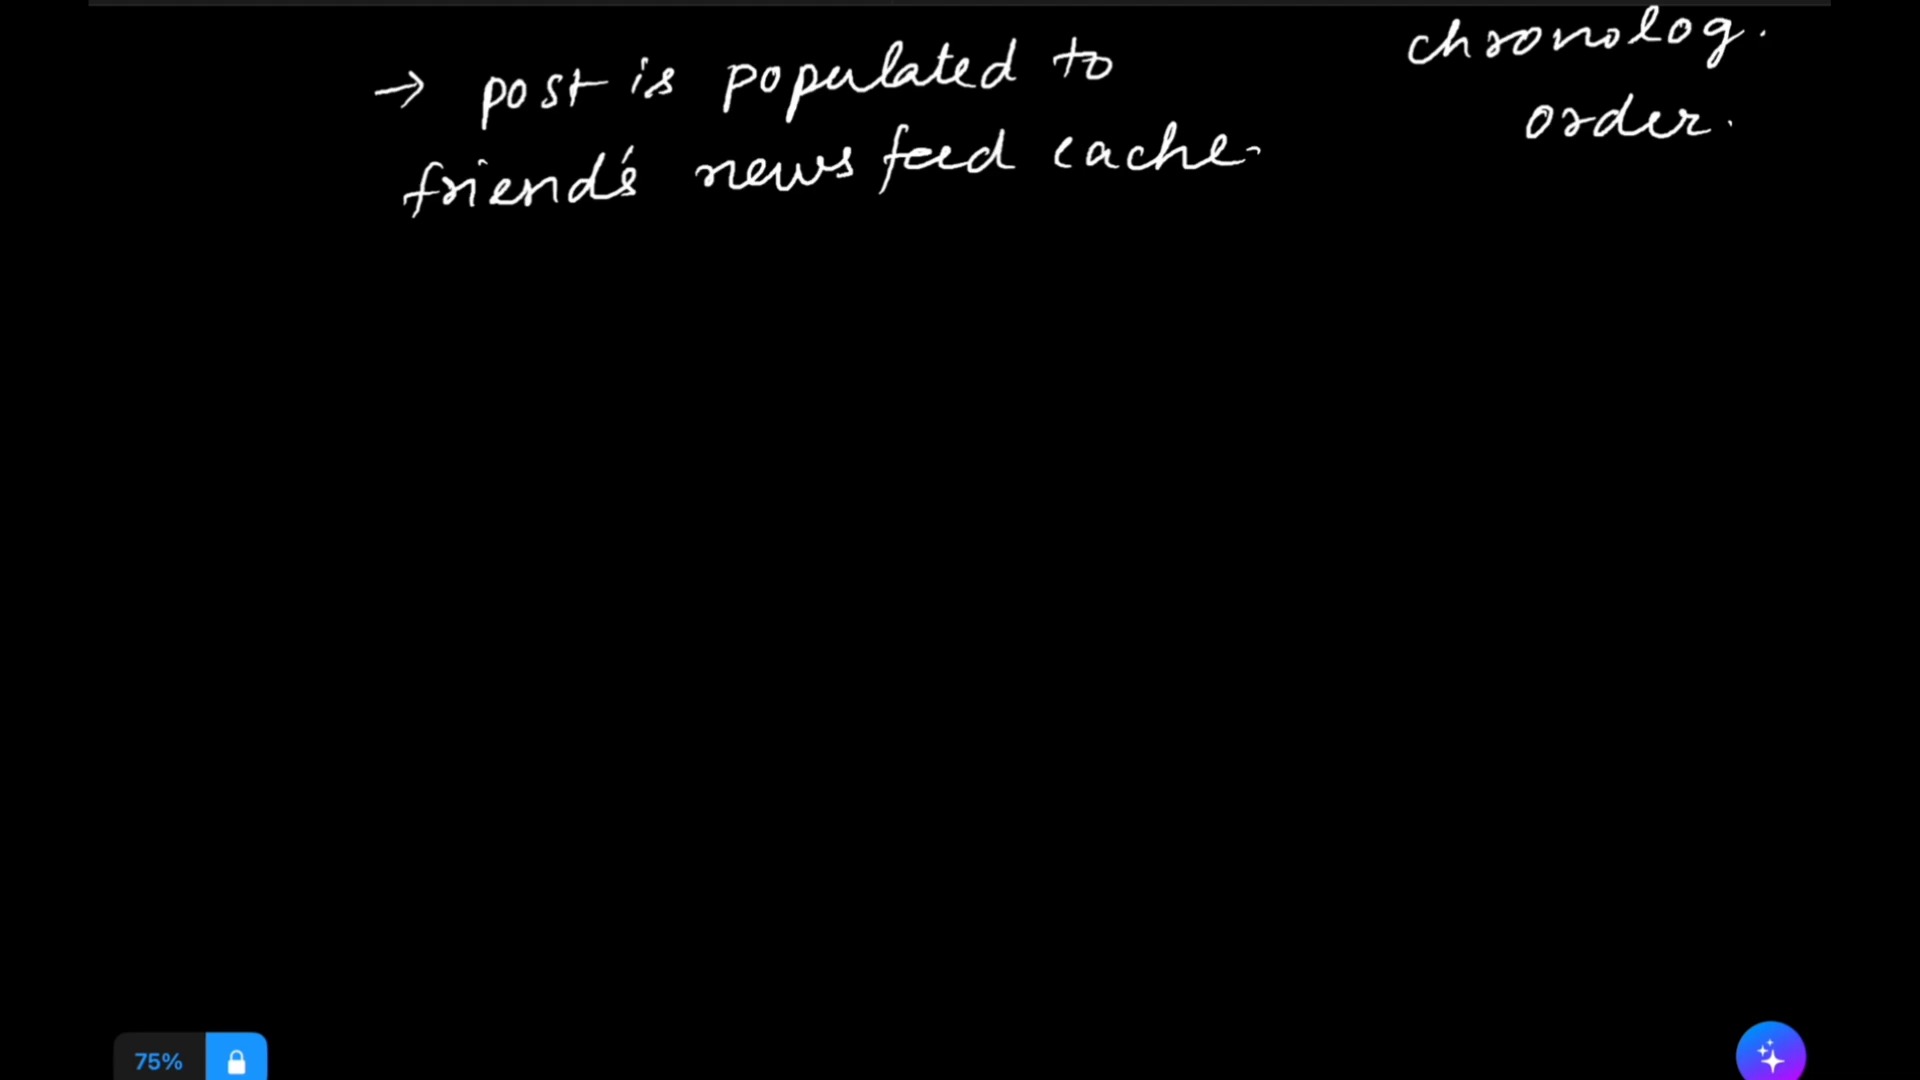 → post is populated to
friend's news feed cache.
chronolog.
order.
75%